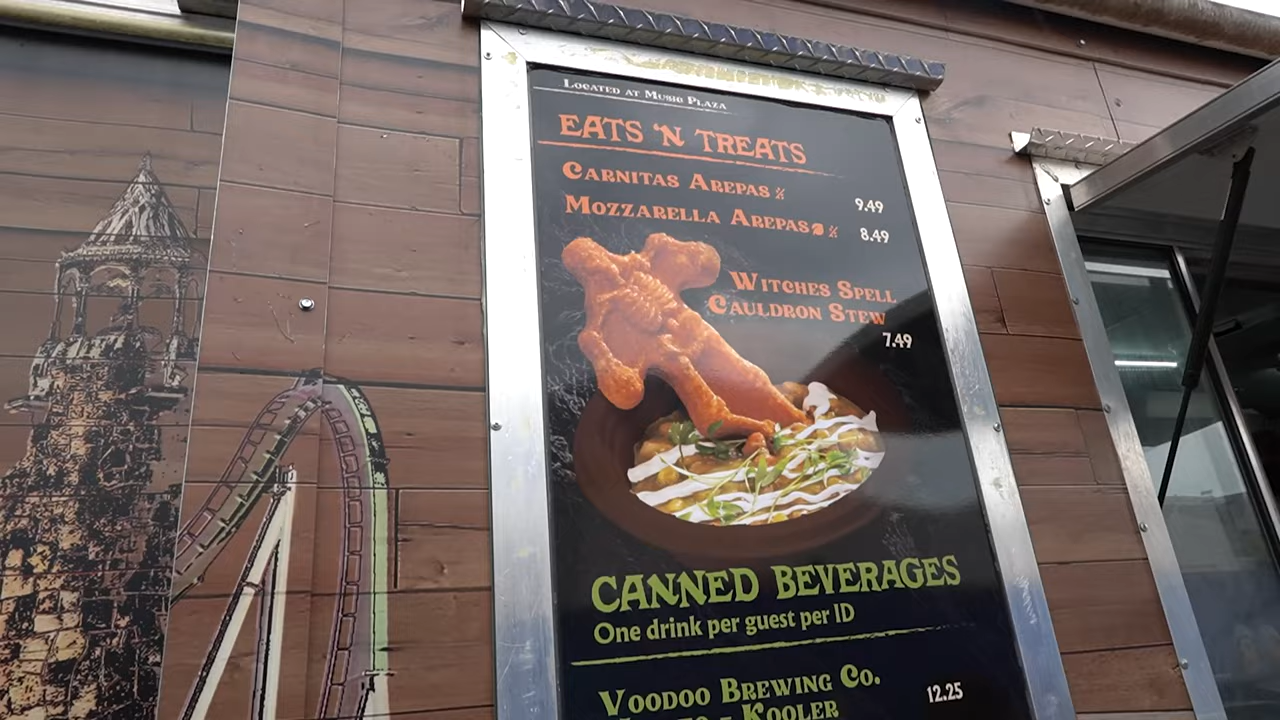 Located at Music Plaza
EATS 'N TREATS
Carnitas Arepas 9.49
Mozzarella Arepas 8.49
Witches Spell
Cauldron Stew
7.49
CANNED BEVERAGES
One drink per guest per ID
Voodoo Brewing Co. 12.25
Kooler